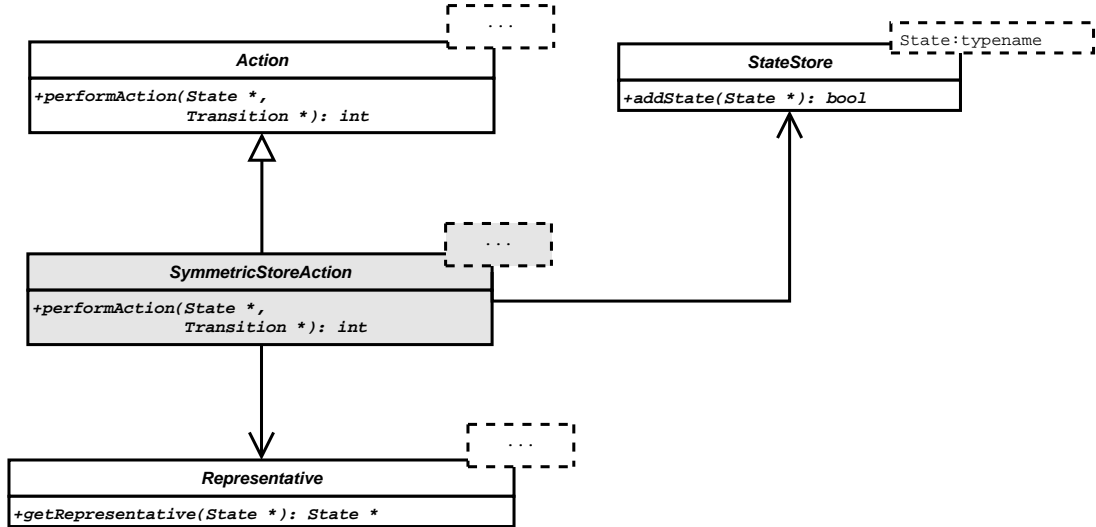 ...
Action
+performAction(State *,
Transition *): int
State:typename
StateStore
+addState(State *): bool
...
SymmetricStoreAction
+performAction(State *,
Transition *): int
...
Representative
+getRepresentative(State *): State *